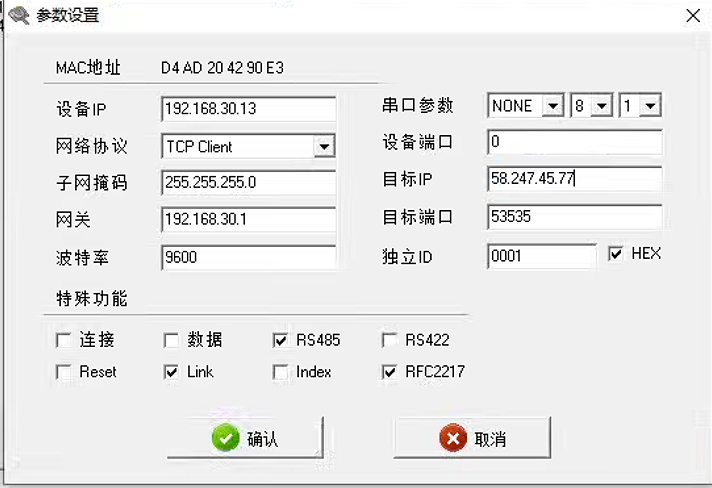 参数设置
MAC地址 D4 AD 20 42 90 E3
设备IP 192.168.30.13 串口参数 NONE 8 1
网络协议 TCP Client 设备端口 0
子网掩码 255.255.255.0 目标IP 58.247.45.77
网关 192.168.30.1 目标端口 53535
波特率 9600 独立ID 0001 HEX
特殊功能
连接 数据 RS485 RS422
Reset Link Index RFC2217
确认 取消